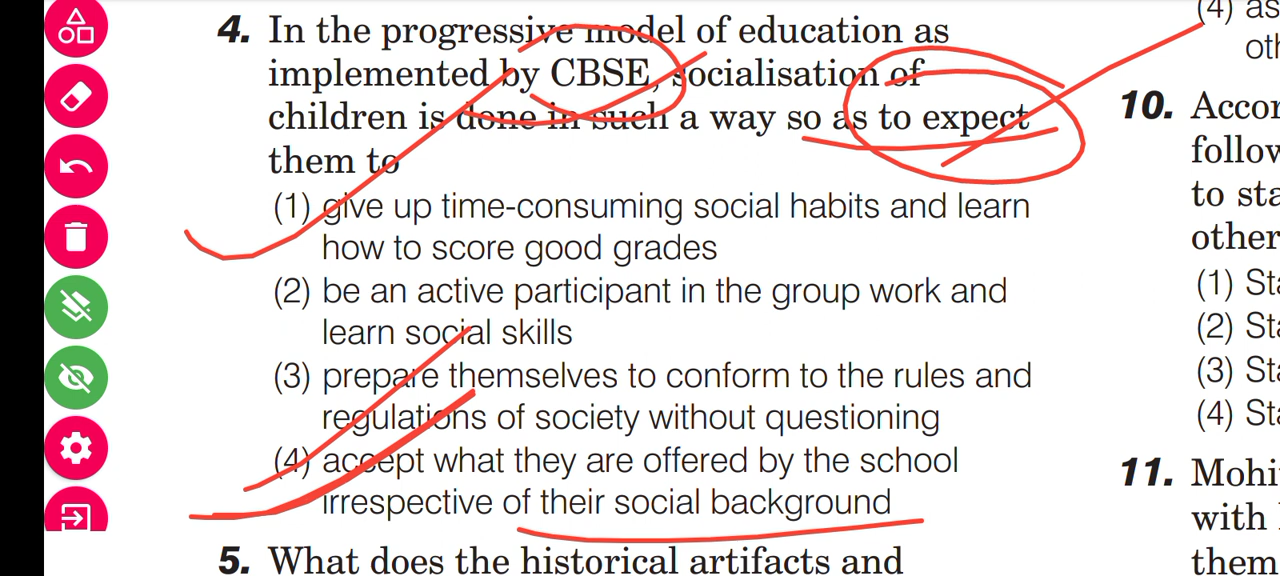 4. In the progressive model of education as
implemented by CBSE, socialisation of
children is done in such a way so as to expect
them to
(1) give up time-consuming social habits and learn
how to score good grades
(2) be an active participant in the group work and
learn social skills
(3) prepare themselves to conform to the rules and
regulations of society without questioning
(4) accept what they are offered by the school
irrespective of their social background
5. What does the historical artifacts and
(4) as
10.
follow
to sta
other
(1) Sta
(2) Sta
(3) Sta
(4) Sta
11. Mohi
with
them